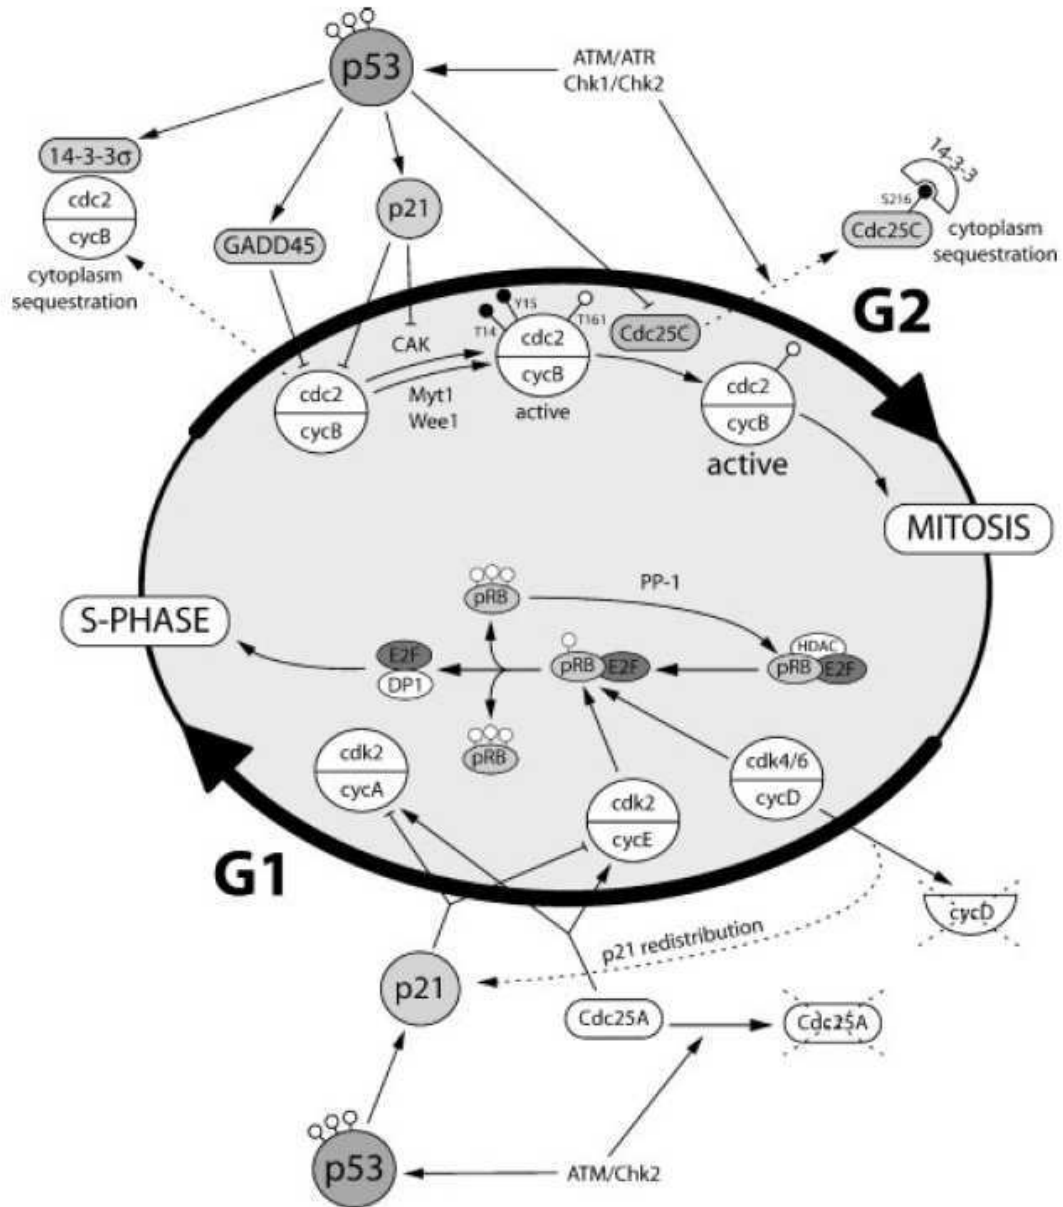 p53
ATM/ATR
Chk1/Chk2
14-3-3σ
cdc2
cycB
cytoplasm
sequestration
GADD45
p21
14-3-3
S216
Cdc25C
cytoplasm
sequestration
G2
CAK
Myt1
Wee1
cdc2
cycB
T14
Y15
T161
cdc2
cycB
active
Cdc25C
cdc2
cycB
active
MITOSIS
S-PHASE
pRB
PP-1
E2F
DP1
pRB
E2F
HDAC
pRB
E2F
pRB
cdk2
cycA
cdk2
cycE
cdk4/6
cycD
G1
cycD
p21 redistribution
p21
Cdc25A
Cdc25A
p53
ATM/Chk2